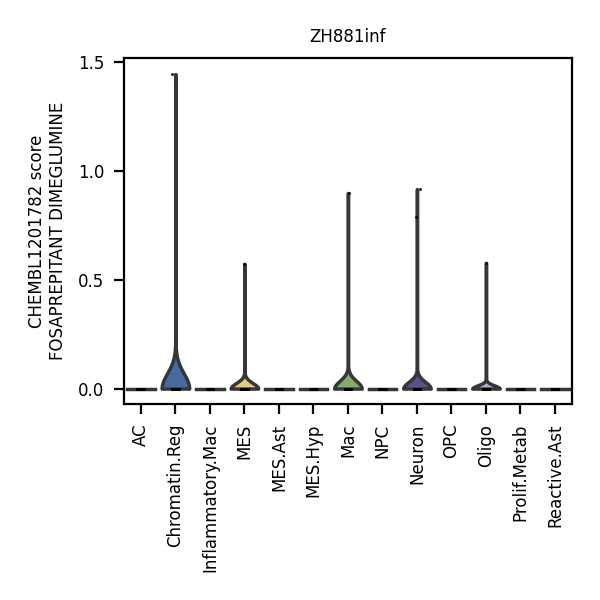 ZH881inf
CHEMBL1201782 score
FOSAPREPITANT DIMEGLUMINE
1.5
1.0
0.5
0.0
AC
Chromatin.Reg
Inflammatory.Mac
MES
MES.Ast
MES.Hyp
Mac
NPC
Neuron
OPC
Oligo
Prolif.Metab
Reactive.Ast